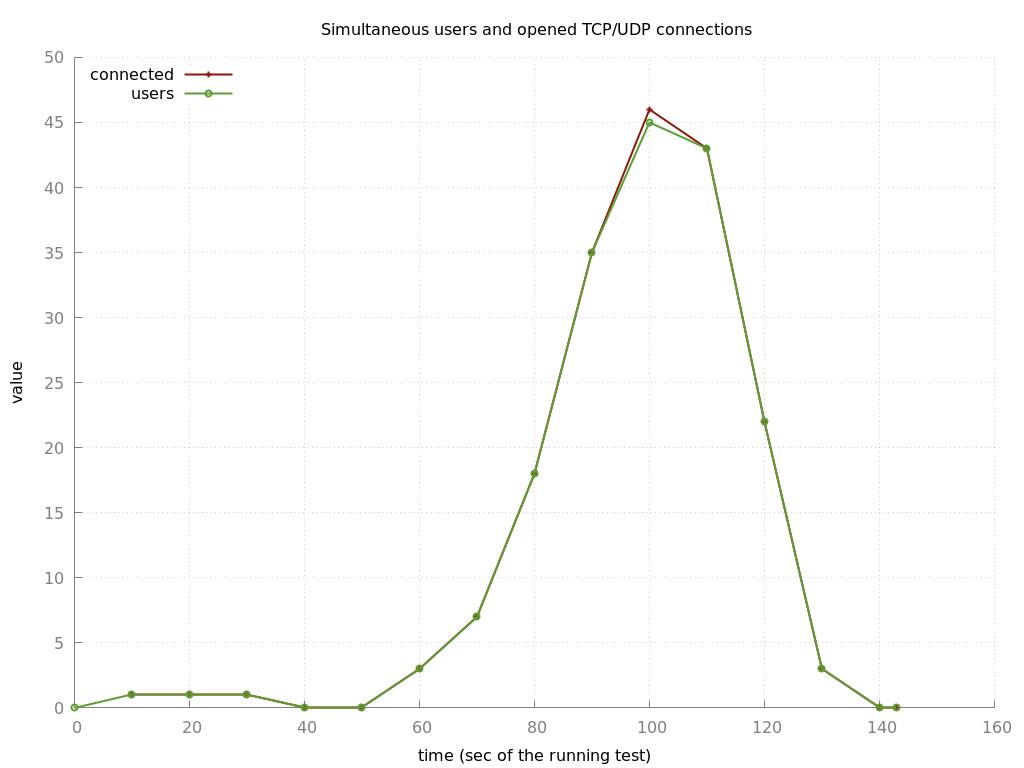 Simultaneous users and opened TCP/UDP connections
50
connected
users
45
40
35
30
value
25
20
15
10
5
0
0 20 40 60 80 100 120 140 160
time (sec of the running test)